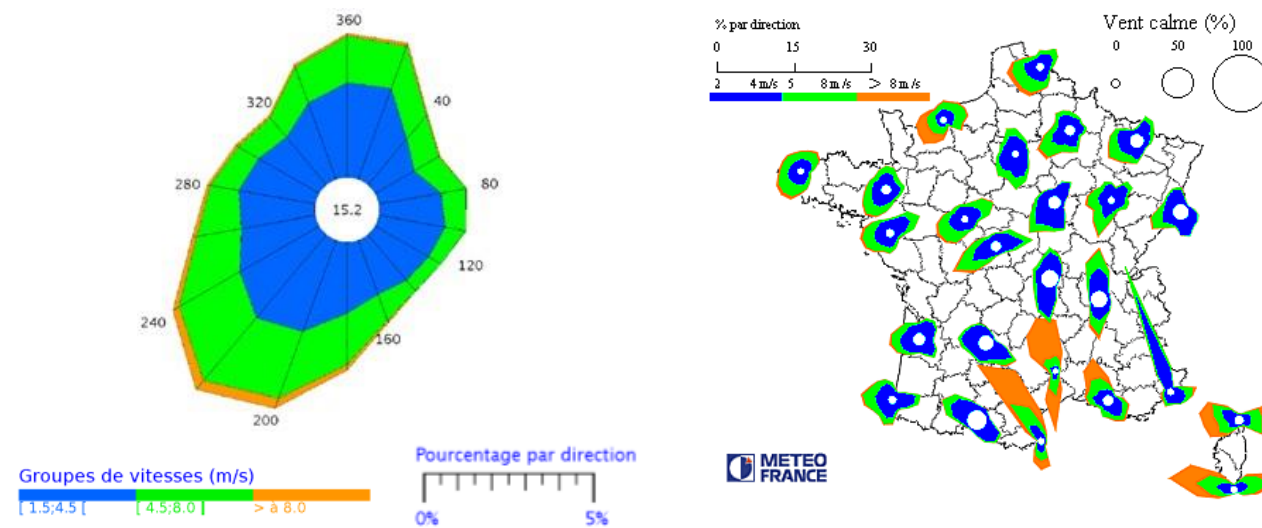 360
40
80
120
160
200
240
280
320
15.2
Groupes de vitesses (m/s)
[ 1.5;4.5 [
[ 4.5;8.0 ]
> à 8.0
Pourcentage par direction
0%
5%
% par direction
0
15
30
2
4 m/s
5
8 m/s
> 8 m/s
Vent calme (%)
0
50
100
METEO
FRANCE